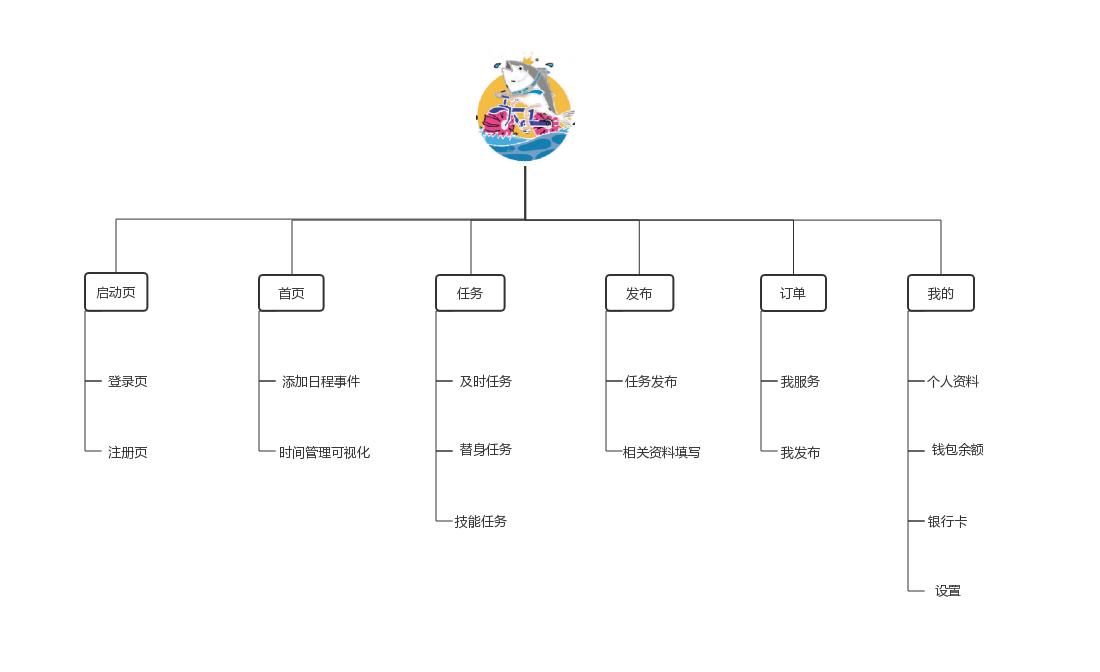 启动页
首页
任务
发布
订单
我的
登录页
添加日程事件
及时任务
任务发布
我服务
个人资料
注册页
时间管理可视化
替身任务
相关资料填写
我发布
钱包余额
技能任务
银行卡
设置